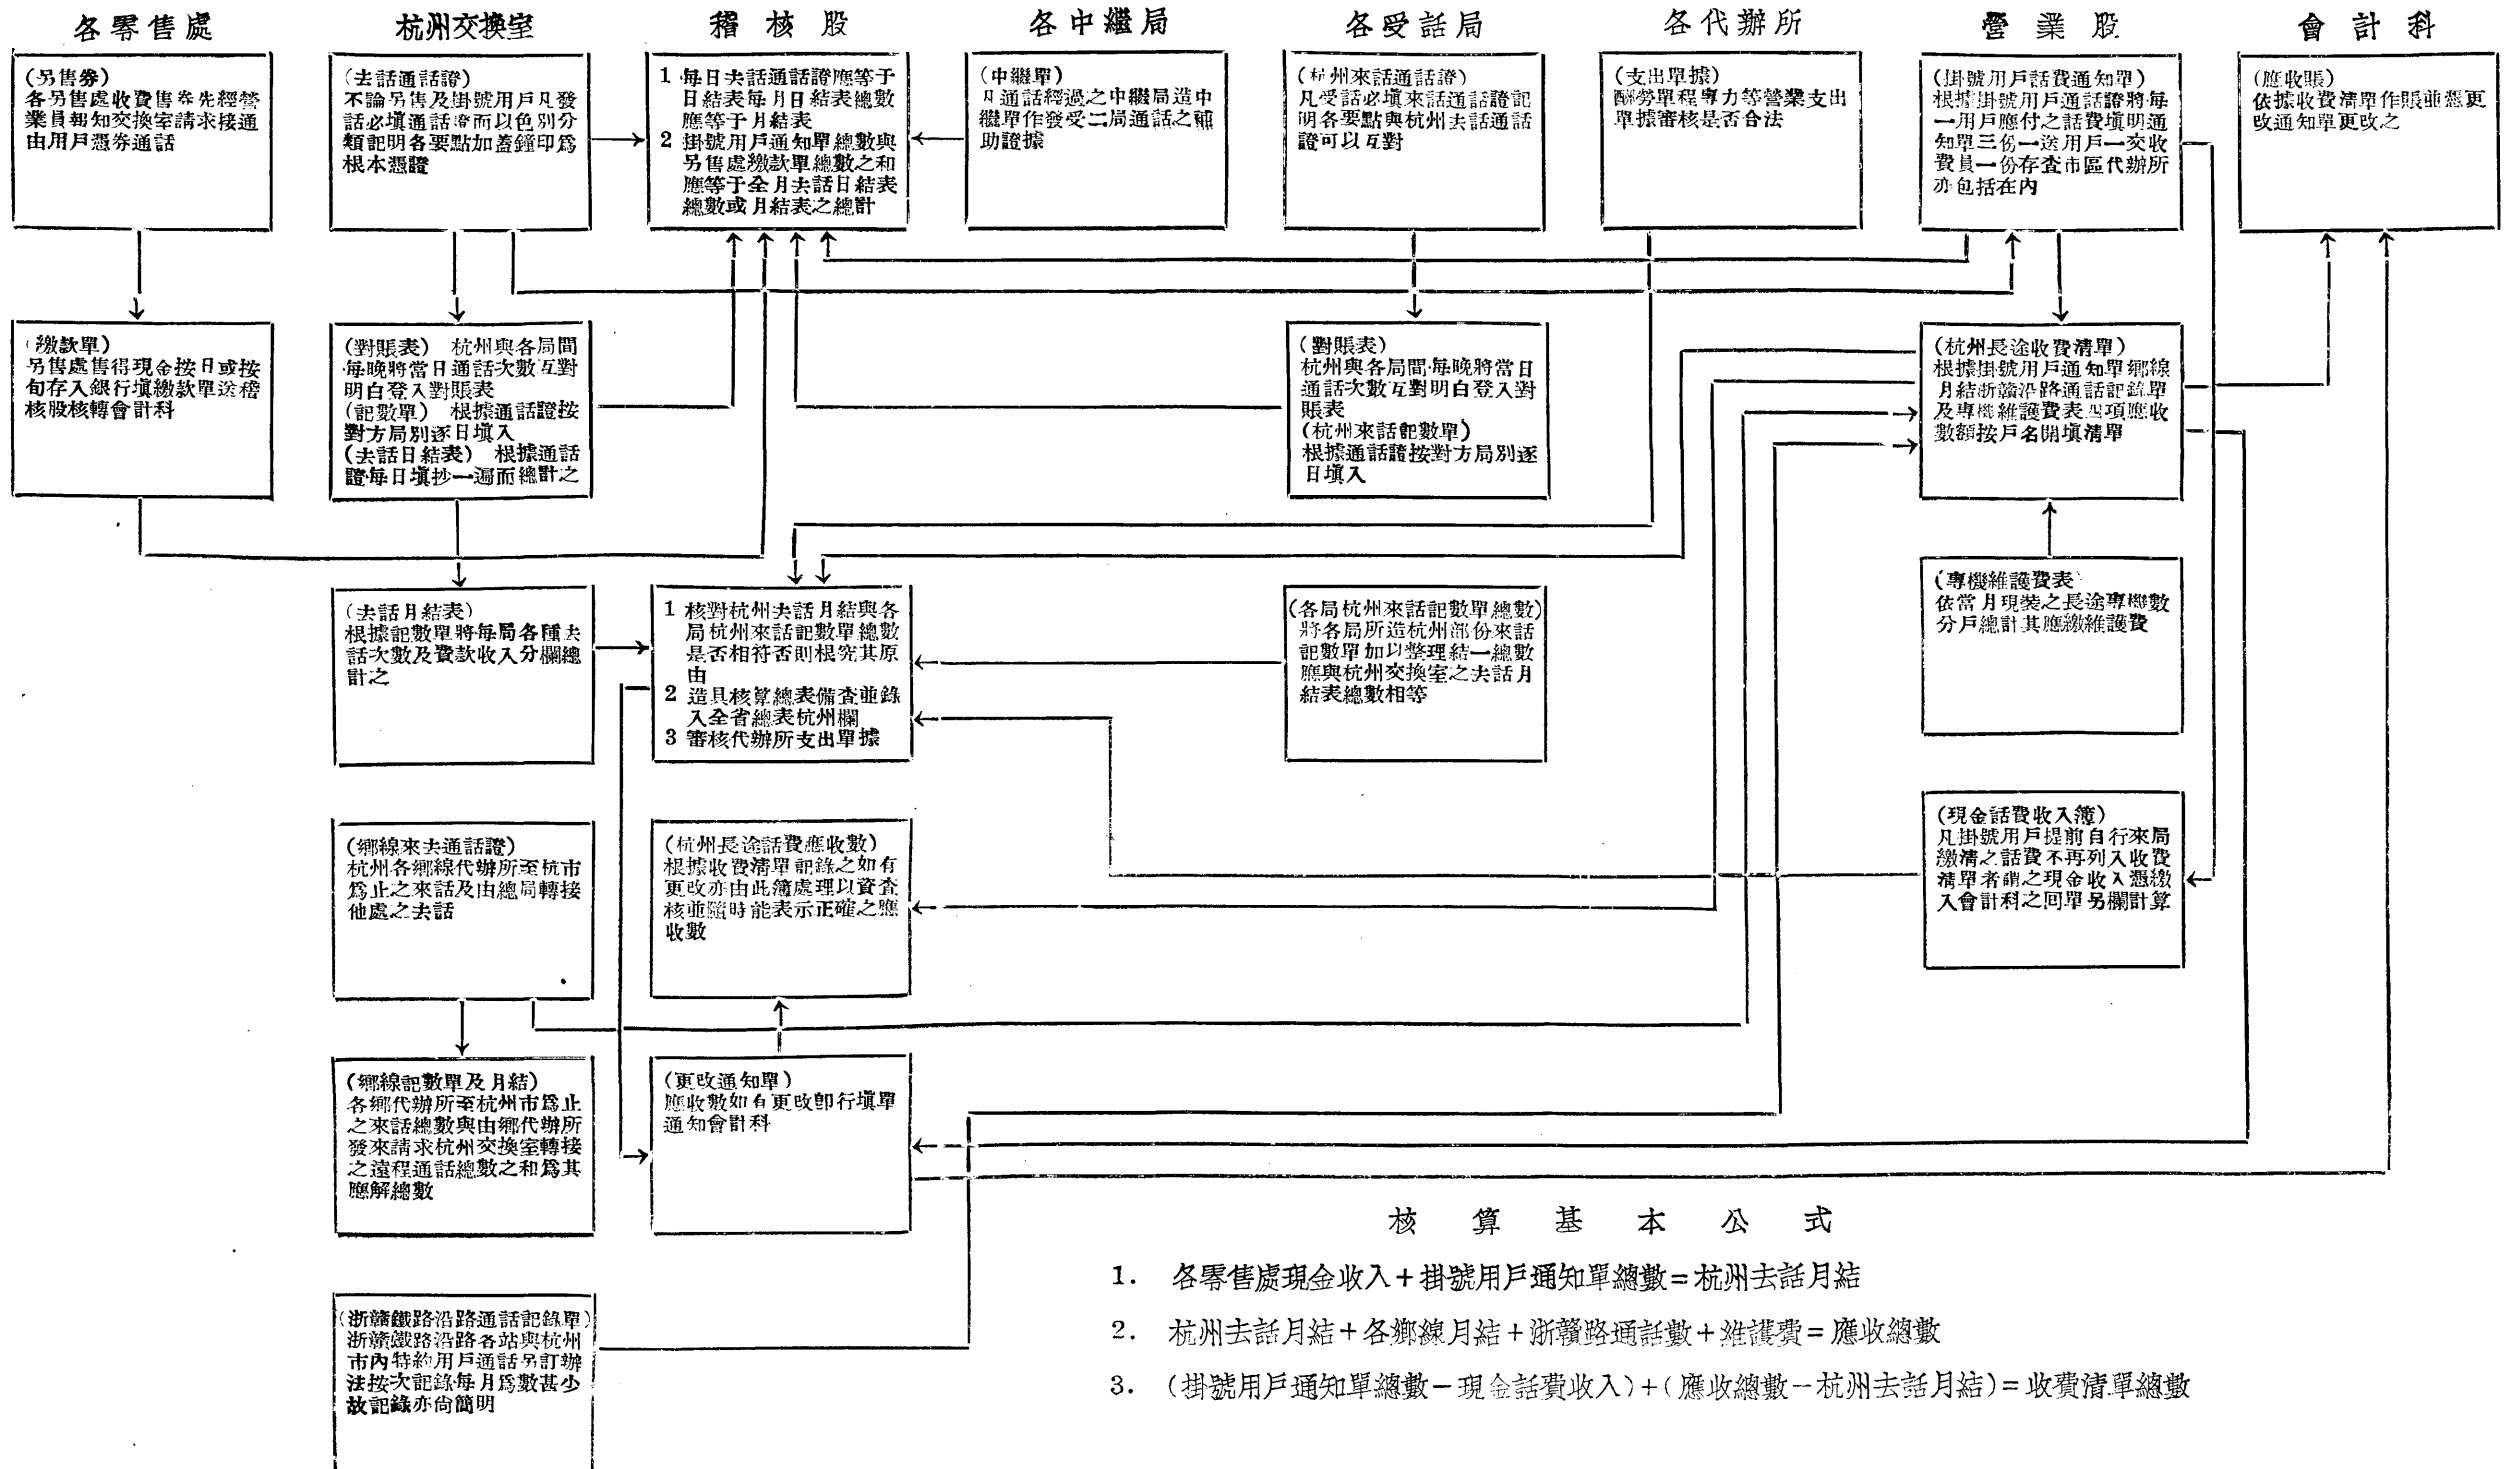 各零售處
杭州交換室
稽核股
各中繼局
各受話局
各代辦所
營業股
會計科
(另售券)
各另售處收費售券先經營
業員報知交換室請求接通
由用戶憑券通話
(去話通話證)
不論另售及掛號用戶凡發
話必填通話證而以色別分
類記明各要點加蓋鐘印爲
根本憑證
1 每日去話通話證應等于
日結表每月日結表總數
應等于月結表
2 掛號用戶通知單總數與
另售處繳款單總數之和
應等于全月去話日結表
總數或月結表之總計
(中繼單)
凡通話經過之中繼局造中
繼單作發受二局通話之輔
助證據
(杭州來話通話證)
凡受話必填來話通話證記
明各要點與杭州去話通話
證可以互對
(支出單據)
酬勞單程專力等營業支出
單據審核是否合法
(掛號用戶話費通知單)
根據掛號用戶通話證將每
一用戶應付之話費填明通
知單三份一送用戶一交收
費員一份存查市區代辦所
亦包括在內
(應收賬)
依據收費清單作賬並憑更
改通知單更改之
(繳款單)
另售處售得現金按日或按
旬存入銀行填繳款單送稽
核股核轉會計科
(對賬表) 杭州與各局間
每晚將當日通話次數互對
明白登入對賬表
(記數單) 根據通話證按
對方局別逐日填入
(去話日結表) 根據通話
證每日填抄一遍而總計之
(對賬表)
杭州與各局間每晚將當日
通話次數互對明白登入對
賬表
(杭州來話記數單)
根據通話證按對方局別逐
日填入
(杭州長途收費清單)
根據掛號用戶通知單鄉線
月結浙贛沿路通話記錄單
及專機維護費表四項應收
數額按戶名開填清單
(去話月結表)
根據記數單將每局各種去
話次數及費款收入分欄總
計之
1 核對杭州去話月結與各
局杭州來話記數單總數
是否相符否則根究其原
由
2 造具核算總表備查並錄
入全省總表杭州欄
3 審核代辦所支出單據
(各局杭州來話記數單總數)
將各局所造杭州部份來話
記數單加以整理結一總數
應與杭州交換室之去話月
結表總數相等
(專機維護費表)
依當月現裝之長途專機數
分戶總計其應繳維護費
(鄉線來去通話證)
杭州各鄉線代辦所至杭市
爲止之來話及由總局轉接
他處之去話
(杭州長途話費應收數)
根據收費清單記錄之如有
更改亦由此簿處理以資查
核並隨時能表示正確之應
收數
(現金話費收入簿)
凡掛號用戶提前自行來局
繳清之話費不再列入收費
清單者謂之現金收入憑繳
入會計科之回單另欄計算
(鄉線記數單及月結)
各鄉代辦所至杭州市爲止
之來話總數與由鄉代辦所
發來請求杭州交換室轉接
之遠程通話總數之和爲其
應解總數
(更改通知單)
應收數如有更改卽行填單
通知會計科
(浙贛鐵路沿路通話記錄單)
浙贛鐵路沿路各站與杭州
市內特約用戶通話另訂辦
法按次記錄每月爲數甚少
故記錄亦尙簡明
核算基本公式
1. 各零售處現金收入+掛號用戶通知單總數=杭州去話月結
2. 杭州去話月結+各鄉線月結+浙贛路通話數+維護費=應收總數
3. (掛號用戶通知單總數-現金話費收入)+(應收總數-杭州去話月結)=收費清單總數